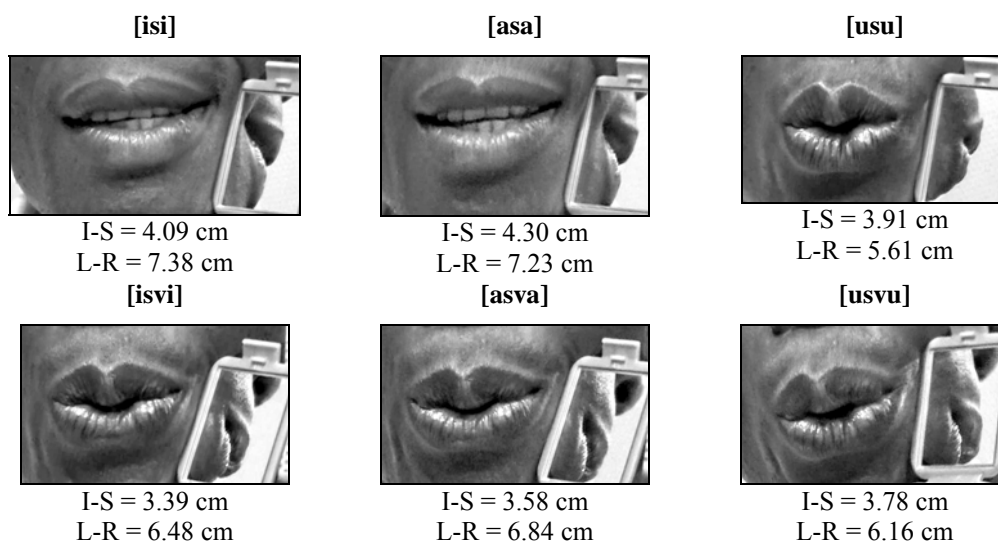 [isi] [asa] [usu]
I-S = 4.09 cm I-S = 4.30 cm I-S = 3.91 cm
L-R = 7.38 cm L-R = 7.23 cm L-R = 5.61 cm
[isvi] [asva] [usvu]
I-S = 3.39 cm I-S = 3.58 cm I-S = 3.78 cm
L-R = 6.48 cm L-R = 6.84 cm L-R = 6.16 cm